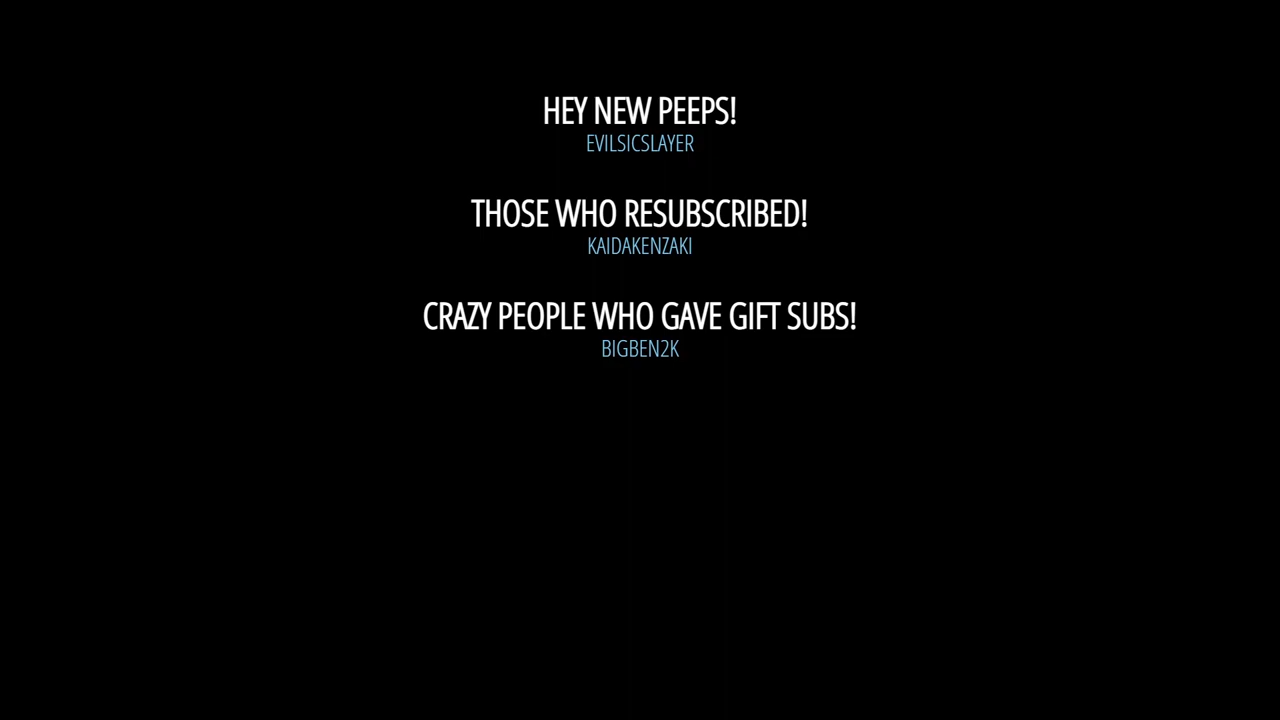 HEY NEW PEEPS!
EVILSICSLAYER
THOSE WHO RESUBSCRIBED!
KAIDAKENZAKI
CRAZY PEOPLE WHO GAVE GIFT SUBS!
BIGBEN2K